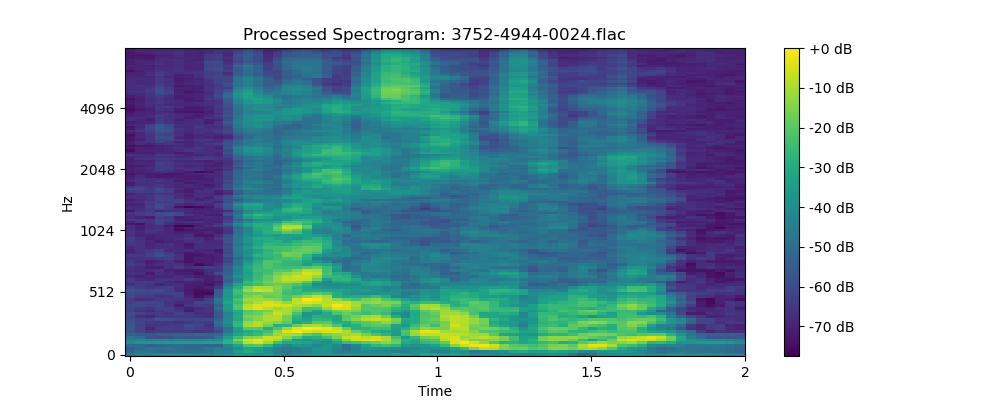 Processed Spectrogram: 3752-4944-0024.flac
+0 dB
-10 dB
-20 dB
-30 dB
-40 dB
-50 dB
-60 dB
-70 dB
4096
2048
1024
512
0
Hz
0
0.5
1
1.5
2
Time